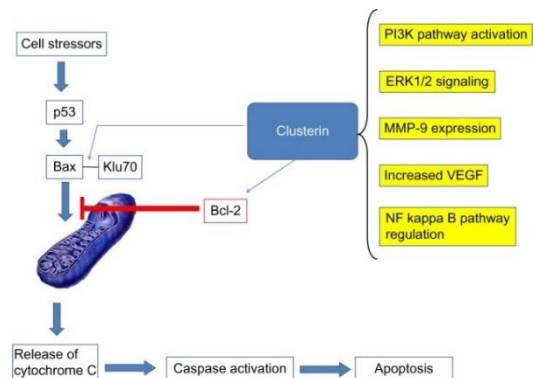 Cell stressors
p53
Bax
Klu70
Clusterin
Bcl-2
PI3K pathway activation
ERK1/2 signaling
MMP-9 expression
Increased VEGF
NF kappa B pathway
regulation
Release of
cytochrome C
Caspase activation
Apoptosis